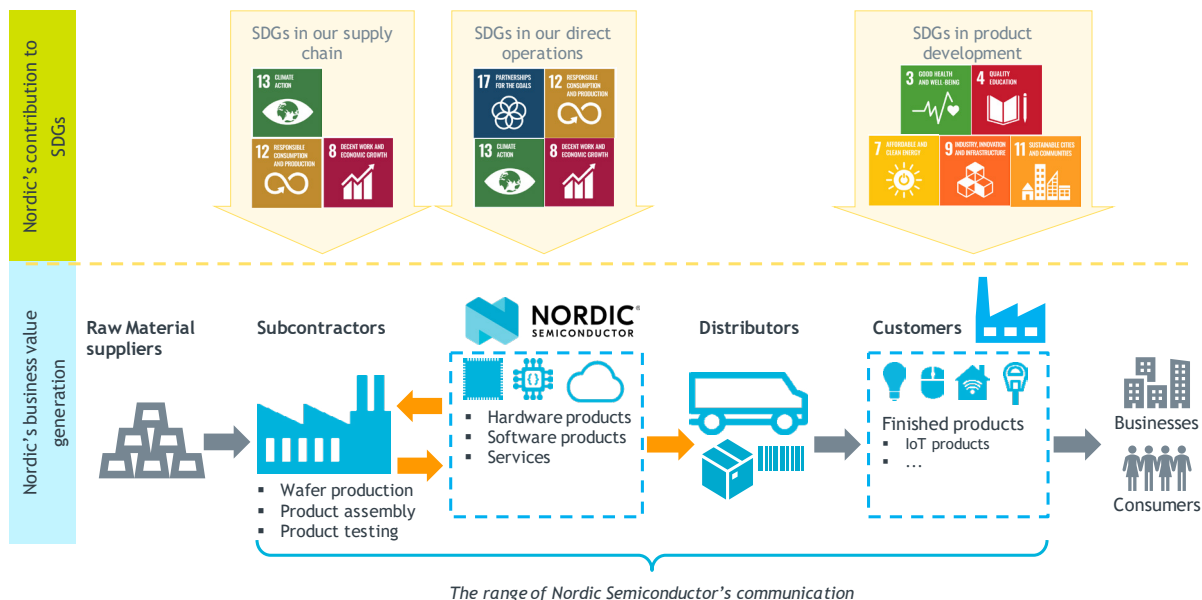 Nordic's contribution to
SDGs
SDGs in our supply
chain
13 CLIMATE
ACTION
12 RESPONSIBLE
CONSUMPTION
AND PRODUCTION
8 DECENT WORK AND
ECONOMIC GROWTH
SDGs in our direct
operations
17 PARTNERSHIPS
FOR THE GOALS
12 RESPONSIBLE
CONSUMPTION
AND PRODUCTION
13 CLIMATE
ACTION
8 DECENT WORK AND
ECONOMIC GROWTH
SDGs in product
development
3 GOOD HEALTH
AND WELL-BEING
4 QUALITY
EDUCATION
7 AFFORDABLE AND
CLEAN ENERGY
9 INDUSTRY, INNOVATION
AND INFRASTRUCTURE
11 SUSTAINABLE CITIES
AND COMMUNITIES
Nordic's business value
generation
Raw Material
suppliers
Subcontractors
▪ Wafer production
▪ Product assembly
▪ Product testing
NORDIC®
SEMICONDUCTOR
▪ Hardware products
▪ Software products
▪ Services
Distributors
Customers
Finished products
▪ IoT products
▪ ...
Businesses
Consumers
The range of Nordic Semiconductor's communication